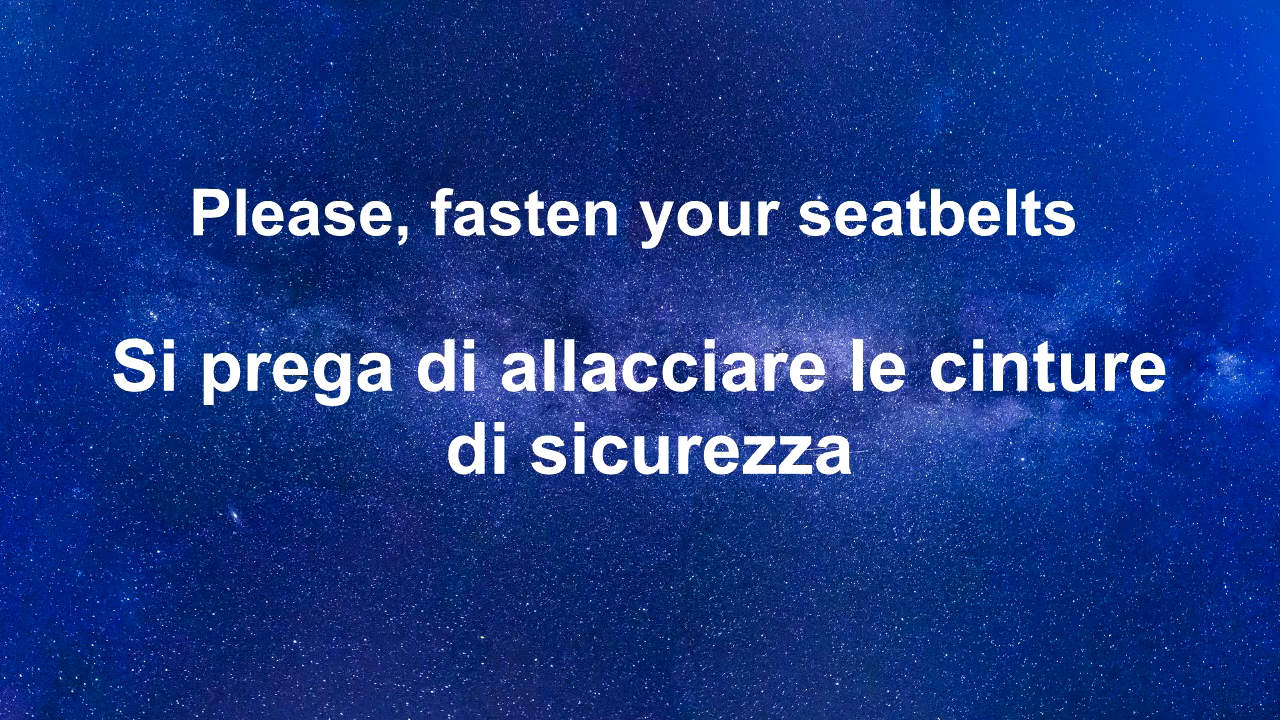 Please, fasten your seatbelts
Si prega di allacciare le cinture
di sicurezza